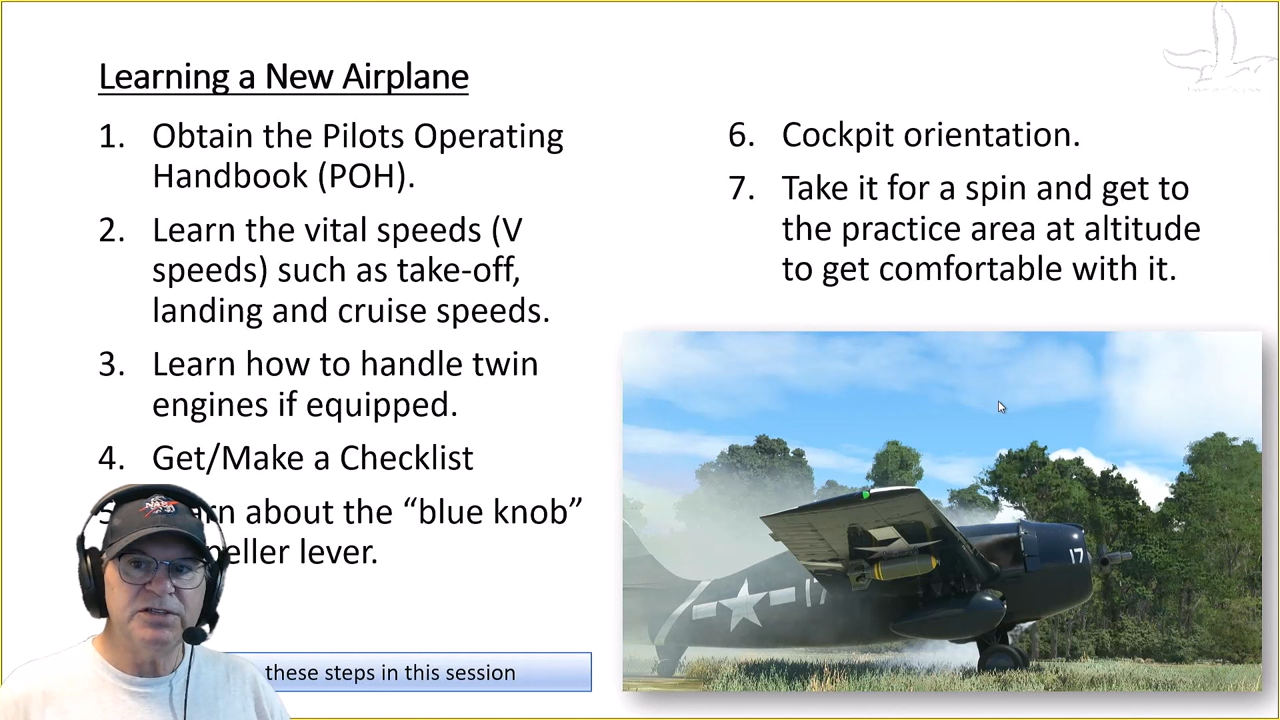 Learning a New Airplane
1. Obtain the Pilots Operating
Handbook (POH).
2. Learn the vital speeds (V
speeds) such as take-off,
landing and cruise speeds.
3. Learn how to handle twin
engines if equipped.
4. Get/Make a Checklist
arn about the “blue knob”
peller lever.
these steps in this session
6. Cockpit orientation.
7. Take it for a spin and get to
the practice area at altitude
to get comfortable with it.
17
17